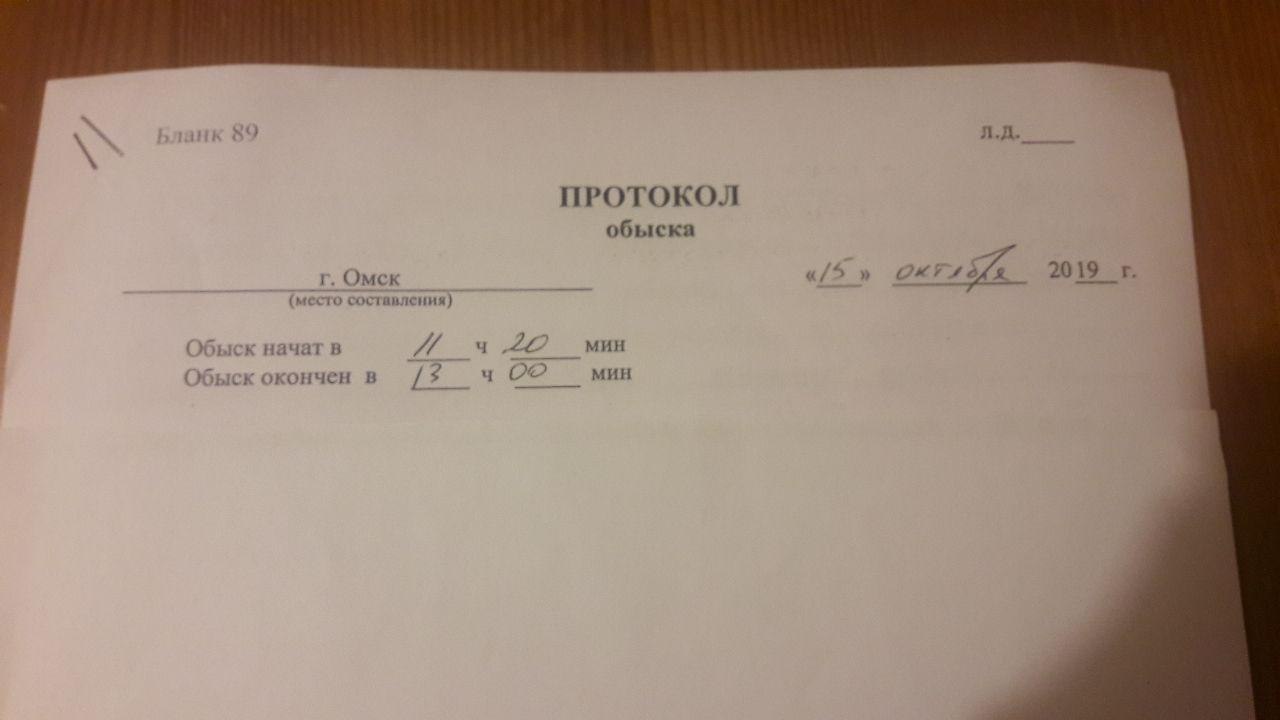 Бланк 89 л.д.____
ПРОТОКОЛ
обыска
г. Омск «15» октября 2019 г.
(место составления)
Обыск начат в 11 ч 20 мин
Обыск окончен в 13 ч 00 мин